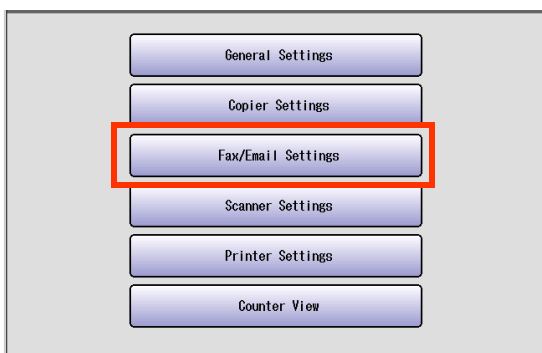 General Settings
Copier Settings
Fax/Email Settings
Scanner Settings
Printer Settings
Counter View